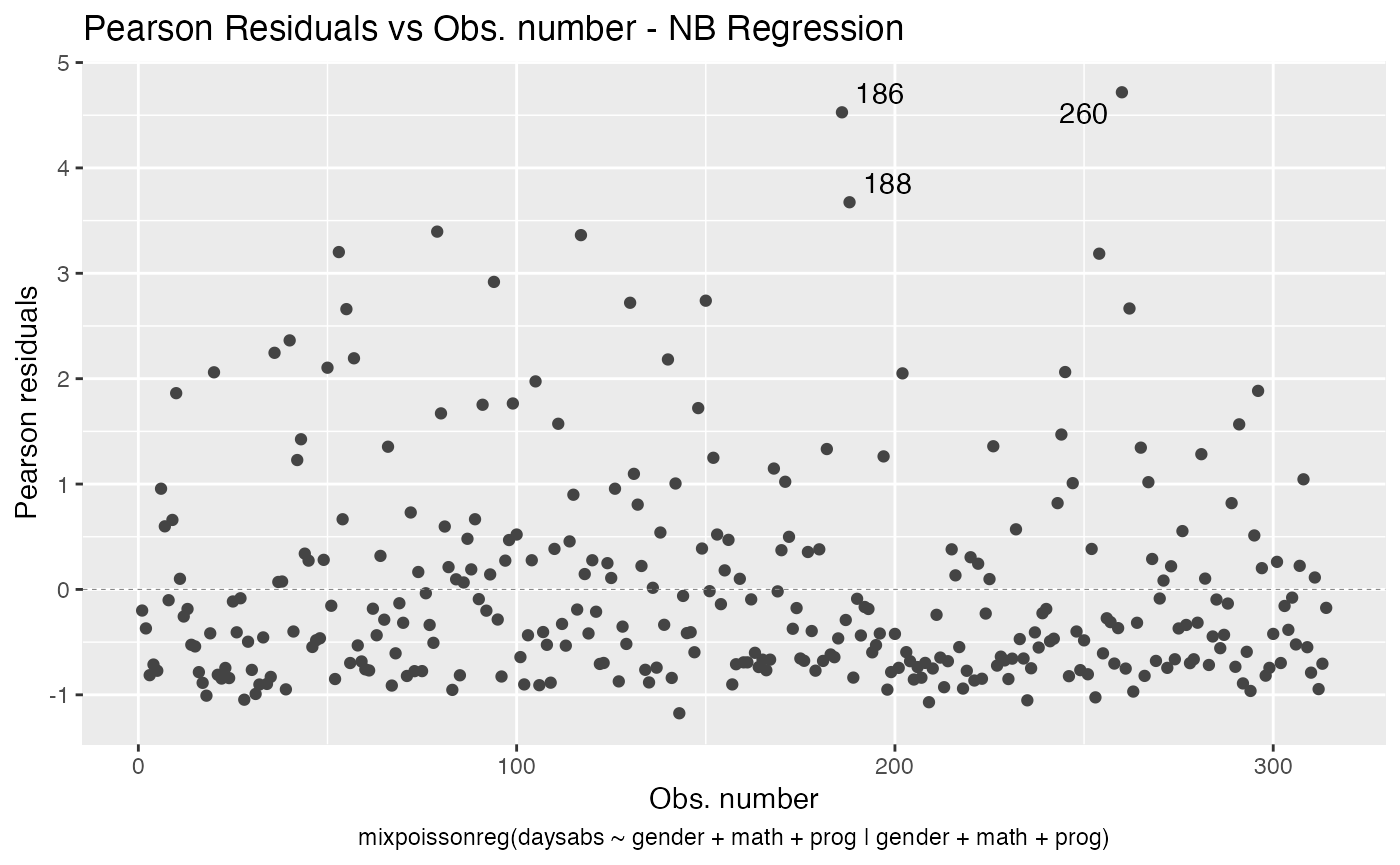 Pearson Residuals vs Obs. number - NB Regression
5
186
260
4
188
3
2
1
0
-1
Pearson residuals
0 100 200 300
Obs. number
mixpoissonreg(daysabs ~ gender + math + prog | gender + math + prog)